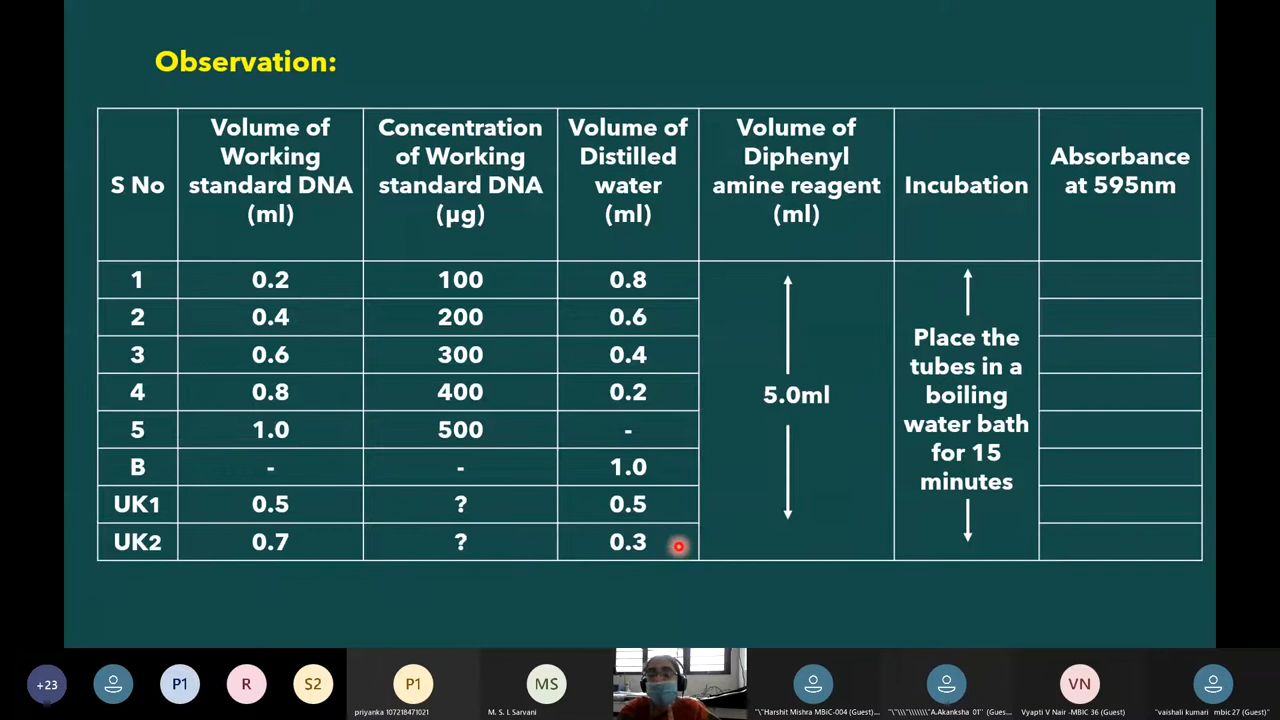 Observation:
S No
Volume of
Working
standard DNA
(ml)
Concentration
of Working
standard DNA
(µg)
Volume of
Distilled
water
(ml)
Volume of
Diphenyl
amine reagent
(ml)
Incubation
Absorbance
at 595nm
1 0.2 100 0.8
2 0.4 200 0.6
3 0.6 300 0.4
4 0.8 400 0.2
5 1.0 500 -
B - - 1.0
UK1 0.5 ? 0.5
UK2 0.7 ? 0.3
5.0ml
Place the
tubes in a
boiling
water bath
for 15
minutes
+23
P1
R
S2
P1
priyanka 107218471021
MS
M. S. L Sarvani
"\"Harshit Mishra MBiC-004 (Guest)"
"\"\\\"\\\\\\\"A.Akanksha 01" (Gues...
VN
Vyapti V Nair -MBIC 36 (Guest)
"vaishali kumari mbic 27 (Guest)"